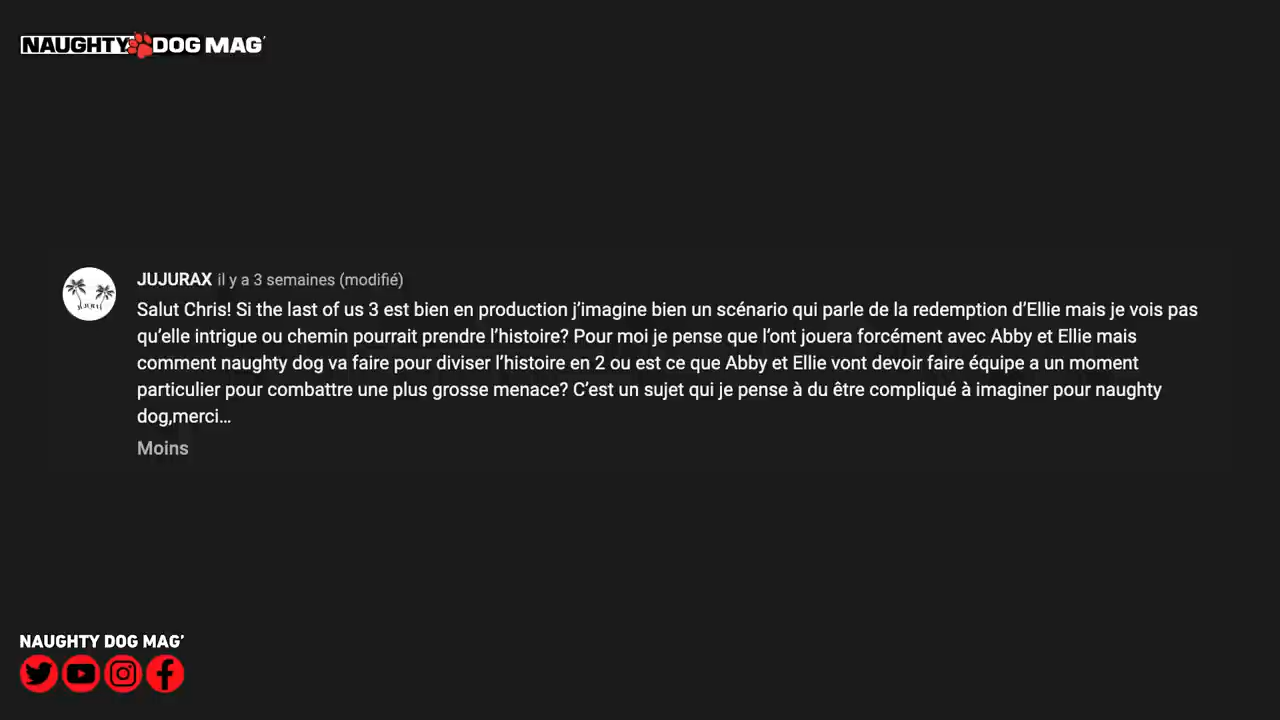 NAUGHTY DOG MAG'
JUJURAX il y a 3 semaines (modifié)
Salut Chris! Si the last of us 3 est bien en production j’imagine bien un scénario qui parle de la redemption d’Ellie mais je vois pas
qu’elle intrigue ou chemin pourrait prendre l’histoire? Pour moi je pense que l’ont jouera forcément avec Abby et Ellie mais
comment naughty dog va faire pour diviser l’histoire en 2 ou est ce que Abby et Ellie vont devoir faire équipe a un moment
particulier pour combattre une plus grosse menace? C’est un sujet qui je pense à du être compliqué à imaginer pour naughty
dog,merci...
Moins
NAUGHTY DOG MAG'